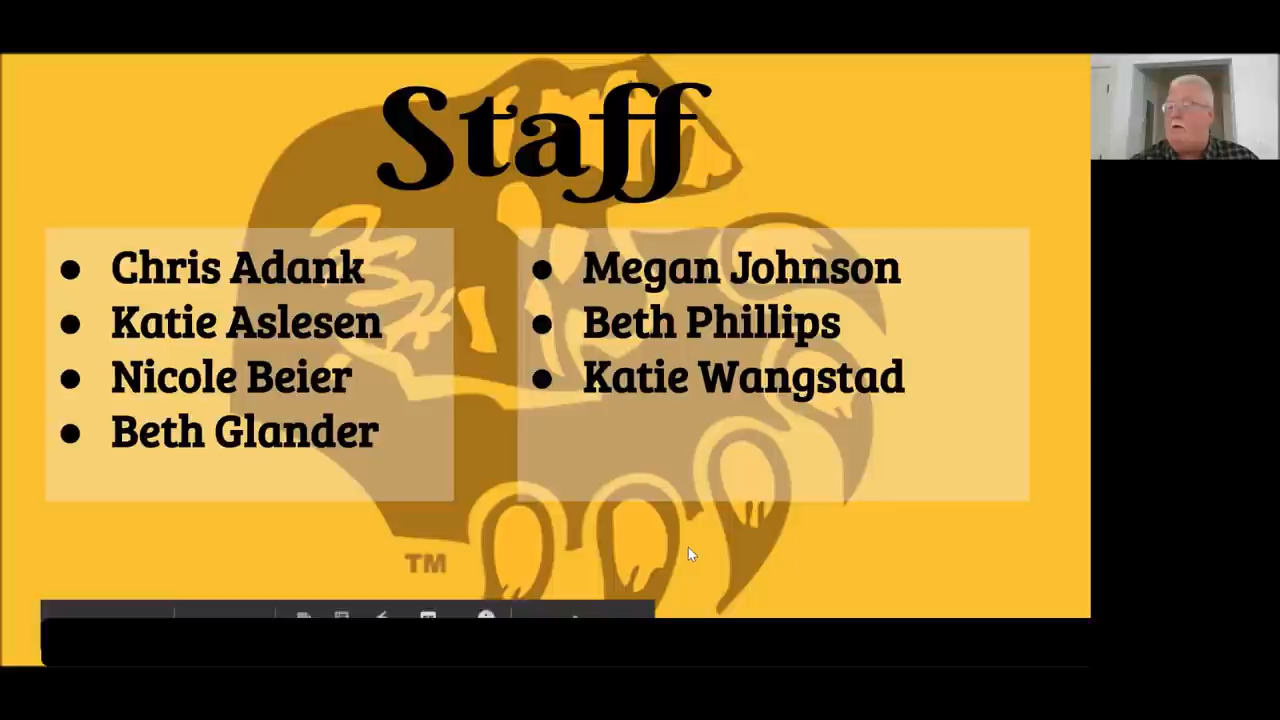 Staff
● Chris Adank
● Katie Aslesen
● Nicole Beier
● Beth Glander
● Megan Johnson
● Beth Phillips
● Katie Wangstad
TM